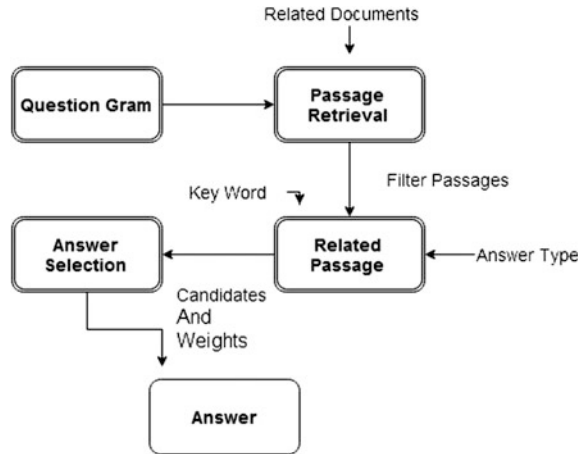 Related Documents
Question Gram
Passage
Retrieval
Filter Passages
Key Word
Answer
Selection
Related
Passage
Answer Type
Candidates
And
Weights
Answer